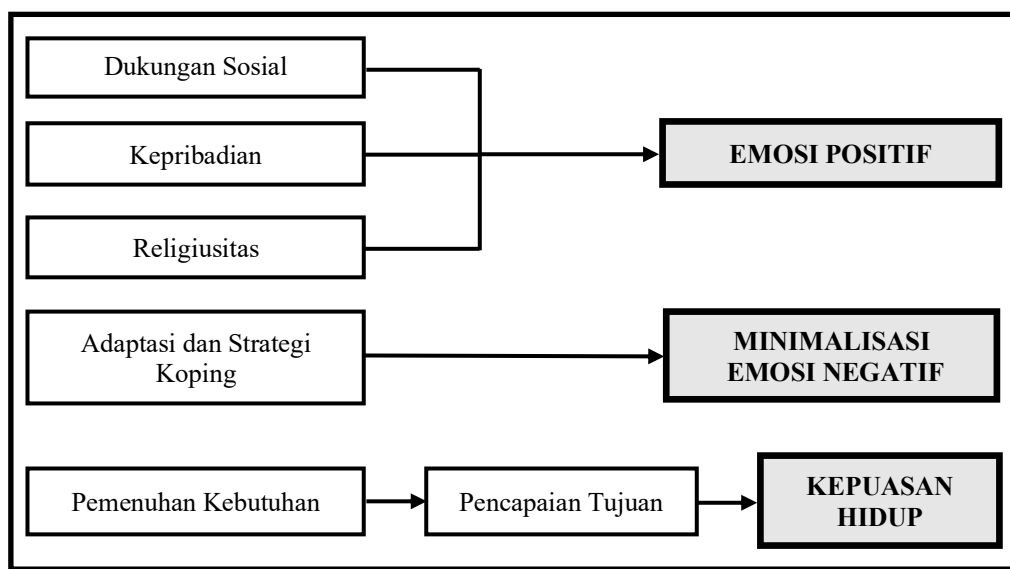 Dukungan Sosial
Kepribadian
EMOSI POSITIF
Religiusitas
Adaptasi dan Strategi
Koping
MINIMALISASI
EMOSI NEGATIF
Pemenuhan Kebutuhan
Pencapaian Tujuan
KEPUASAN
HIDUP